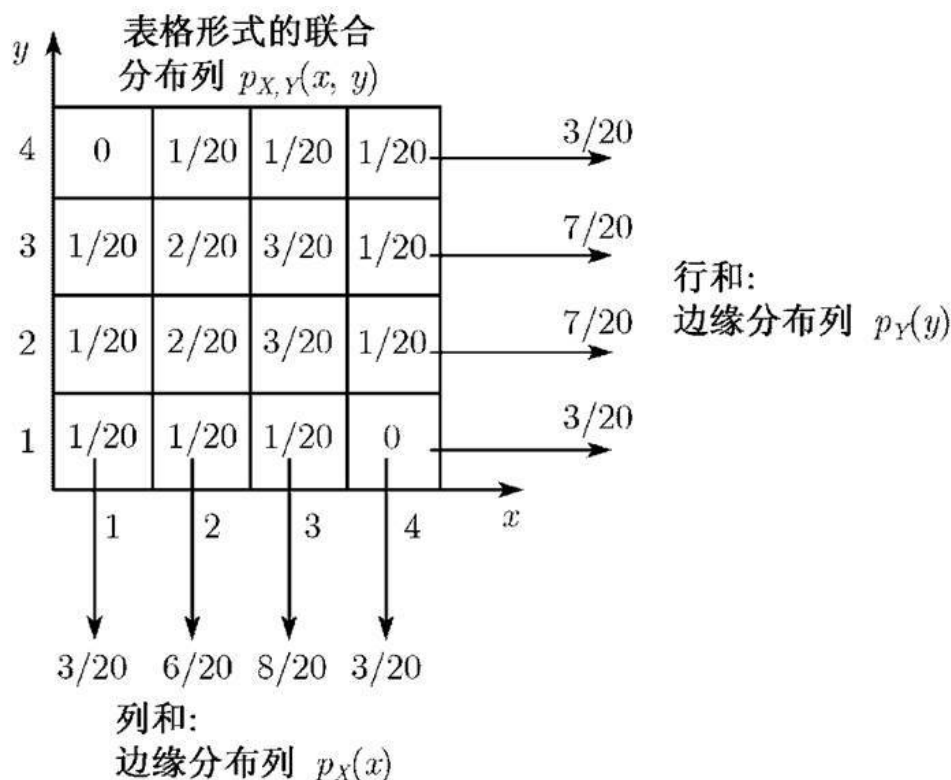 表格形式的联合
分布列 p_{X,Y}(x, y)
y
4 0 1/20 1/20 1/20 3/20
3 1/20 2/20 3/20 1/20 7/20
行和:
边缘分布列 p_Y(y)
2 1/20 2/20 3/20 1/20 7/20
1 1/20 1/20 1/20 0 3/20
1 2 3 4 x
3/20 6/20 8/20 3/20
列和:
边缘分布列 p_X(x)